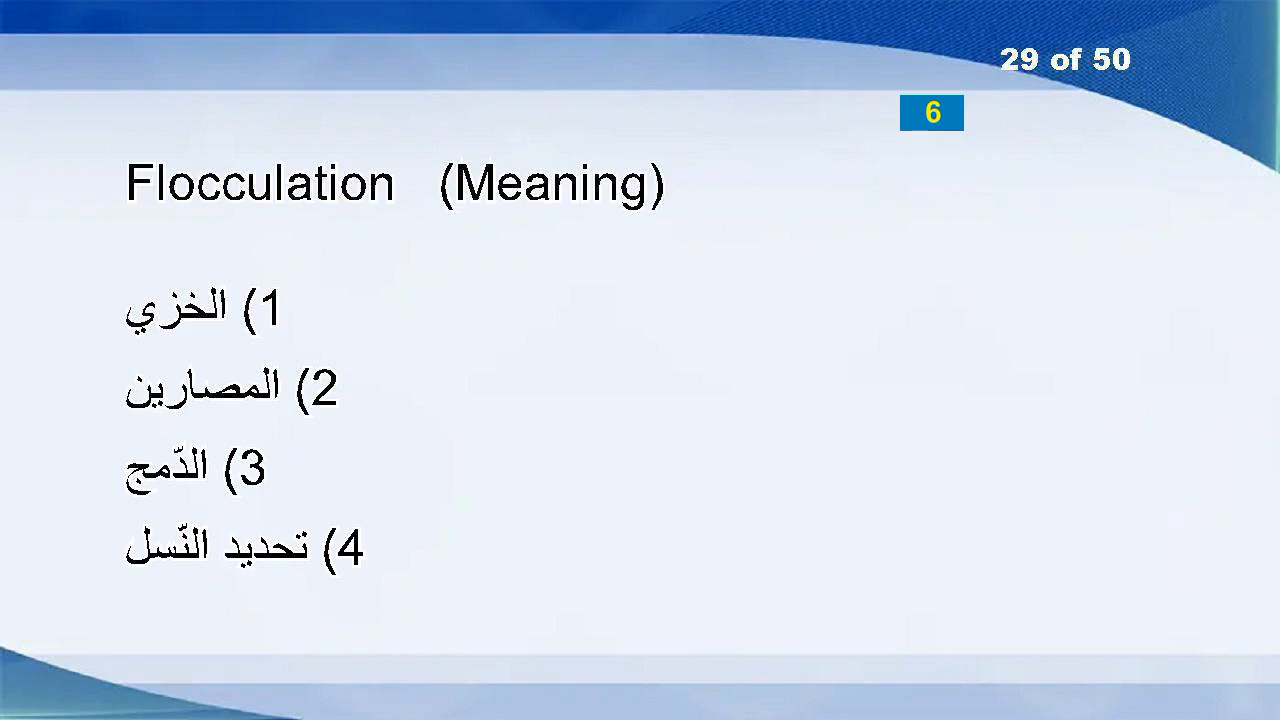 29 of 50
6
Flocculation (Meaning)
1) الخزي
2) المصارين
3) الدّمج
4) تحديد النّسل